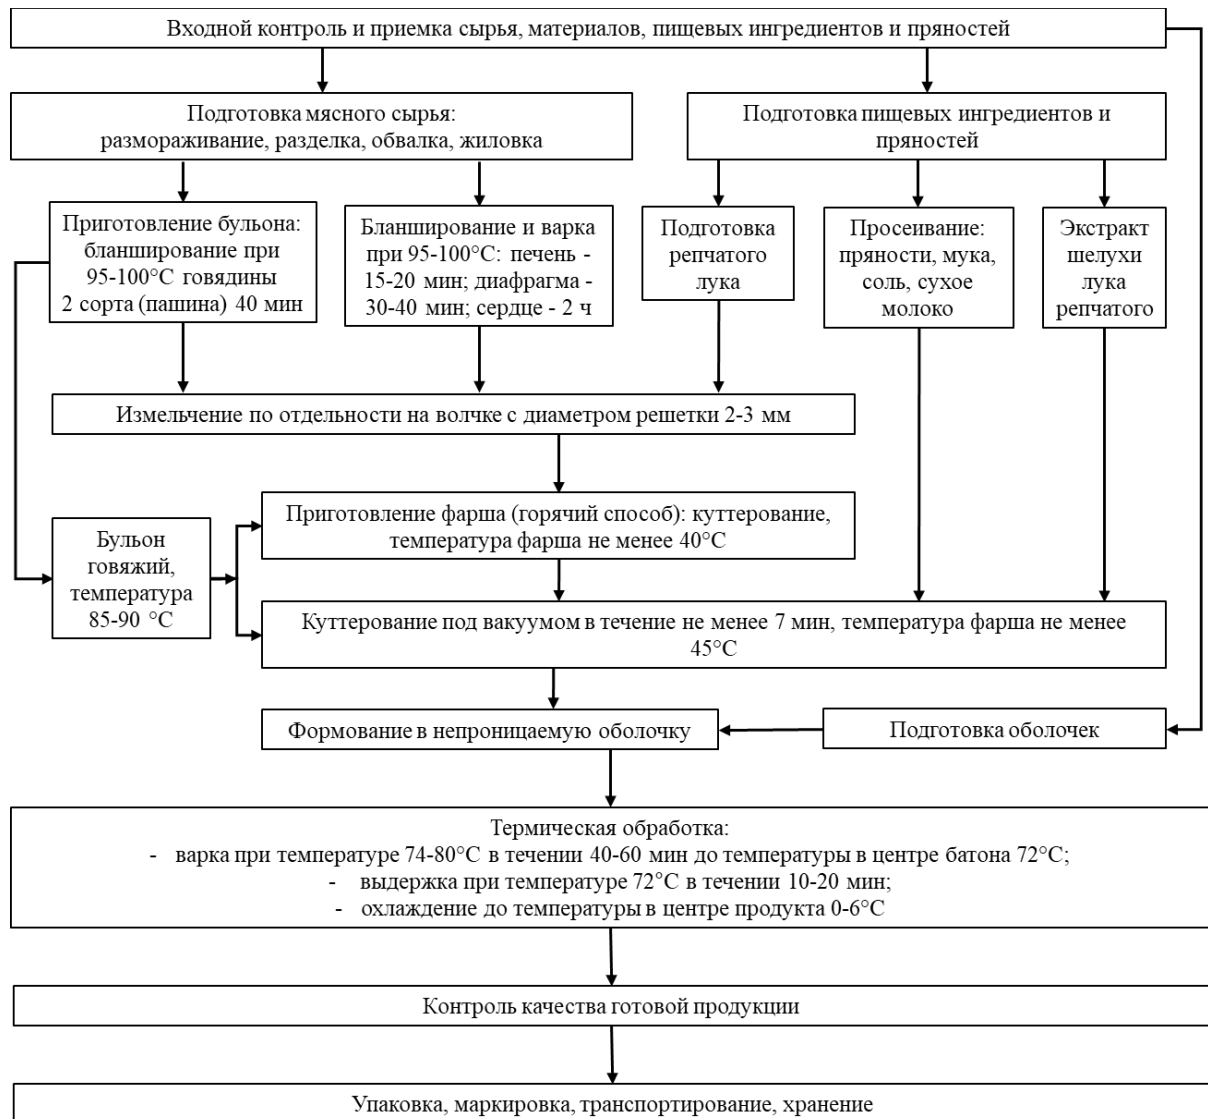 Входной контроль и приемка сырья, материалов, пищевых ингредиентов и пряностей
Подготовка мясного сырья:
размораживание, разделка, обвалка, жиловка
Подготовка пищевых ингредиентов и
пряностей
Приготовление бульона:
бланширование при
95-100°С говядины
2 сорта (пашина) 40 мин
Бланширование и варка
при 95-100°С: печень -
15-20 мин; диафрагма -
30-40 мин; сердце - 2 ч
Подготовка
репчатого
лука
Просеивание:
пряности, мука,
соль, сухое
молоко
Экстракт
шелухи
лука
репчатого
Измельчение по отдельности на волчке с диаметром решетки 2-3 мм
Приготовление фарша (горячий способ): куттерование,
температура фарша не менее 40°С
Бульон
говяжий,
температура
85-90 °С
Куттерование под вакуумом в течение не менее 7 мин, температура фарша не менее
45°С
Формование в непроницаемую оболочку
Подготовка оболочек
Термическая обработка:
- варка при температуре 74-80°С в течении 40-60 мин до температуры в центре батона 72°С;
- выдержка при температуре 72°С в течении 10-20 мин;
- охлаждение до температуры в центре продукта 0-6°С
Контроль качества готовой продукции
Упаковка, маркировка, транспортирование, хранение